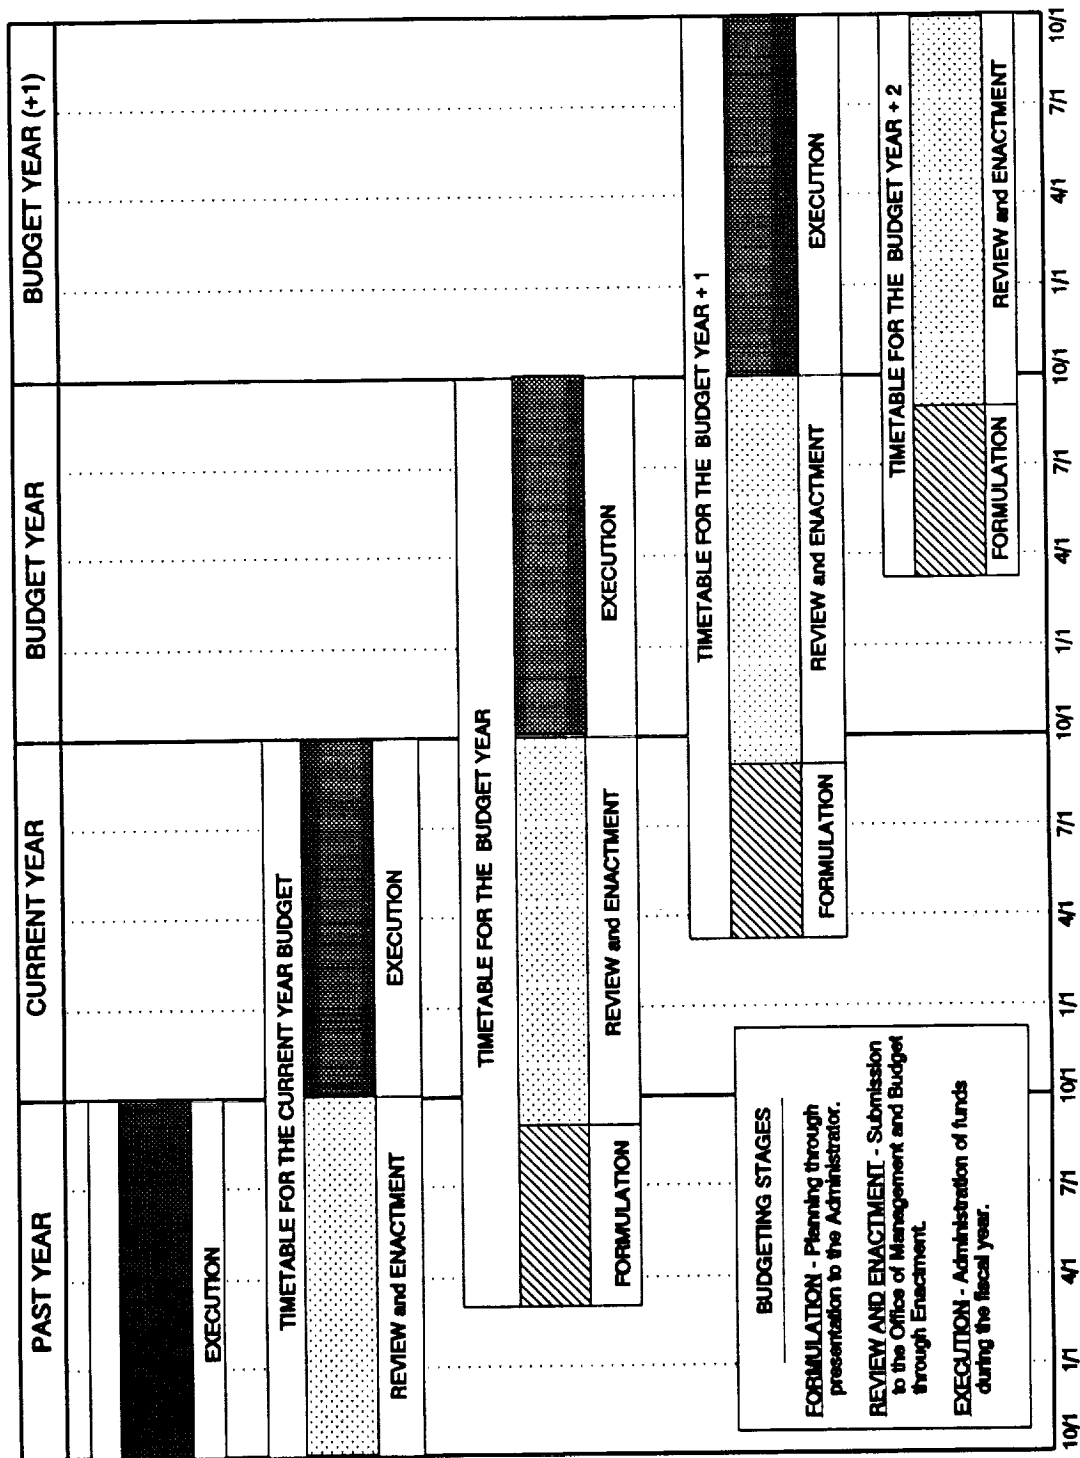 PAST YEAR
CURRENT YEAR
BUDGET YEAR
BUDGET YEAR (+1)
EXECUTION
TIMETABLE FOR THE CURRENT YEAR BUDGET
REVIEW and ENACTMENT
EXECUTION
TIMETABLE FOR THE BUDGET YEAR
FORMULATION
REVIEW and ENACTMENT
EXECUTION
TIMETABLE FOR THE BUDGET YEAR + 1
FORMULATION
REVIEW and ENACTMENT
EXECUTION
TIMETABLE FOR THE BUDGET YEAR + 2
FORMULATION
REVIEW and ENACTMENT
BUDGETING STAGES
FORMULATION - Planning through
presentation to the Administrator.
REVIEW AND ENACTMENT - Submission
to the Office of Management and Budget
through Enactment.
EXECUTION - Administration of funds
during the fiscal year.
10/1 1/1 4/1 7/1 10/1 1/1 4/1 7/1 10/1 1/1 4/1 7/1 10/1 1/1 4/1 7/1 10/1